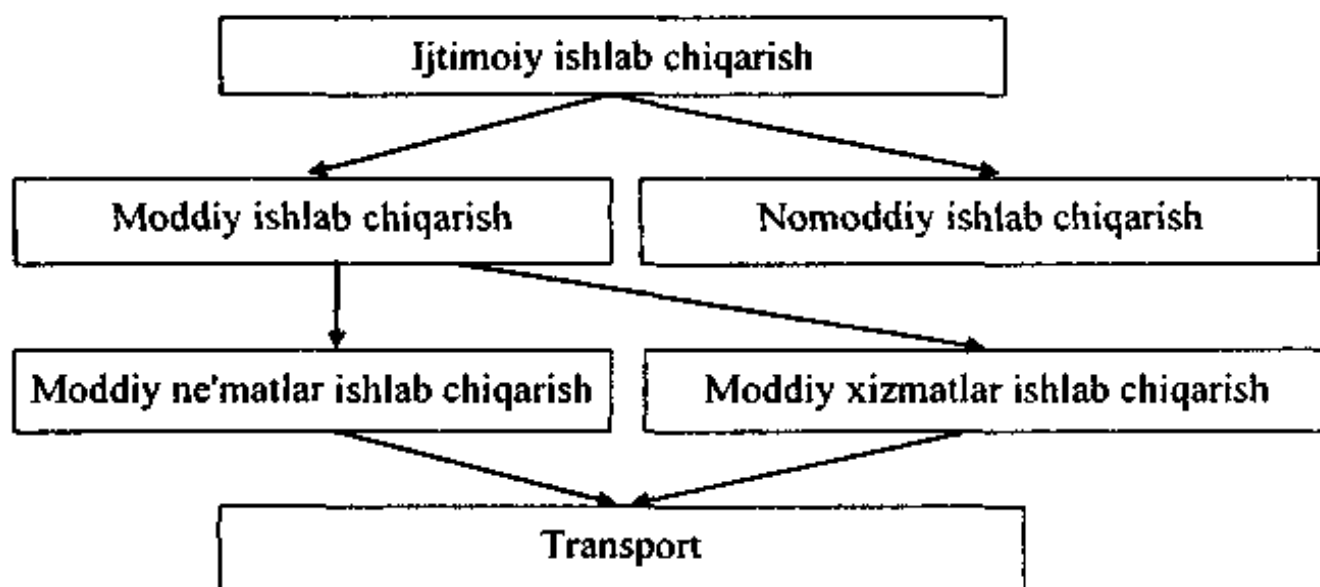 Ijtimoiy ishlab chiqarish
Moddiy ishlab chiqarish
Nomoddiy ishlab chiqarish
Moddiy ne'matlar ishlab chiqarish
Moddiy xizmatlar ishlab chiqarish
Transport